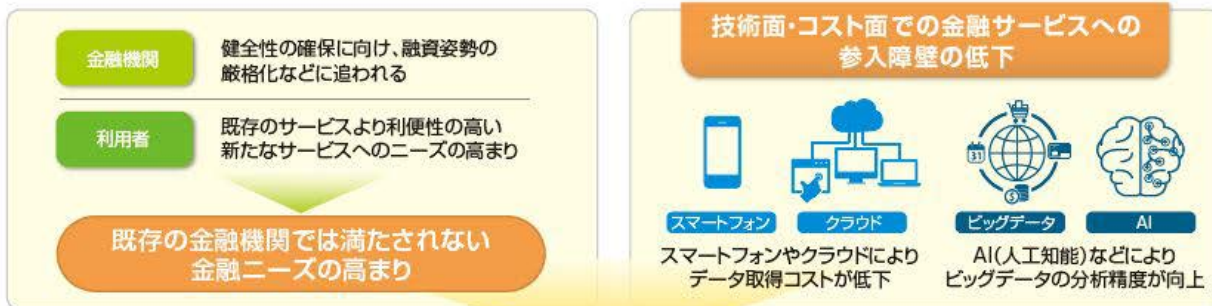 金融機関
健全性の確保に向け、融資姿勢の
厳格化などに追われる
利用者
既存のサービスより利便性の高い
新たなサービスへのニーズの高まり
既存の金融機関では満たされない
金融ニーズの高まり
技術面・コスト面での金融サービスへの
参入障壁の低下
31
$
スマートフォン
クラウド
ビッグデータ
AI
スマートフォンやクラウドにより
データ取得コストが低下
AI(人工知能)などにより
ビッグデータの分析精度が向上